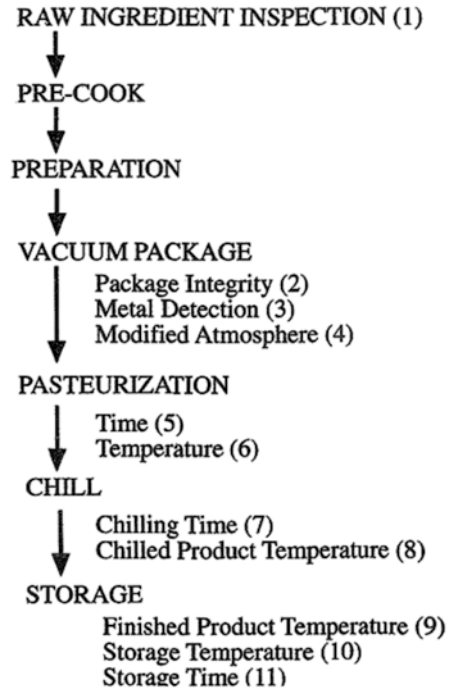 RAW INGREDIENT INSPECTION (1)
PRE-COOK
PREPARATION
VACUUM PACKAGE
Package Integrity (2)
Metal Detection (3)
Modified Atmosphere (4)
PASTEURIZATION
Time (5)
Temperature (6)
CHILL
Chilling Time (7)
Chilled Product Temperature (8)
STORAGE
Finished Product Temperature (9)
Storage Temperature (10)
Storage Time (11)